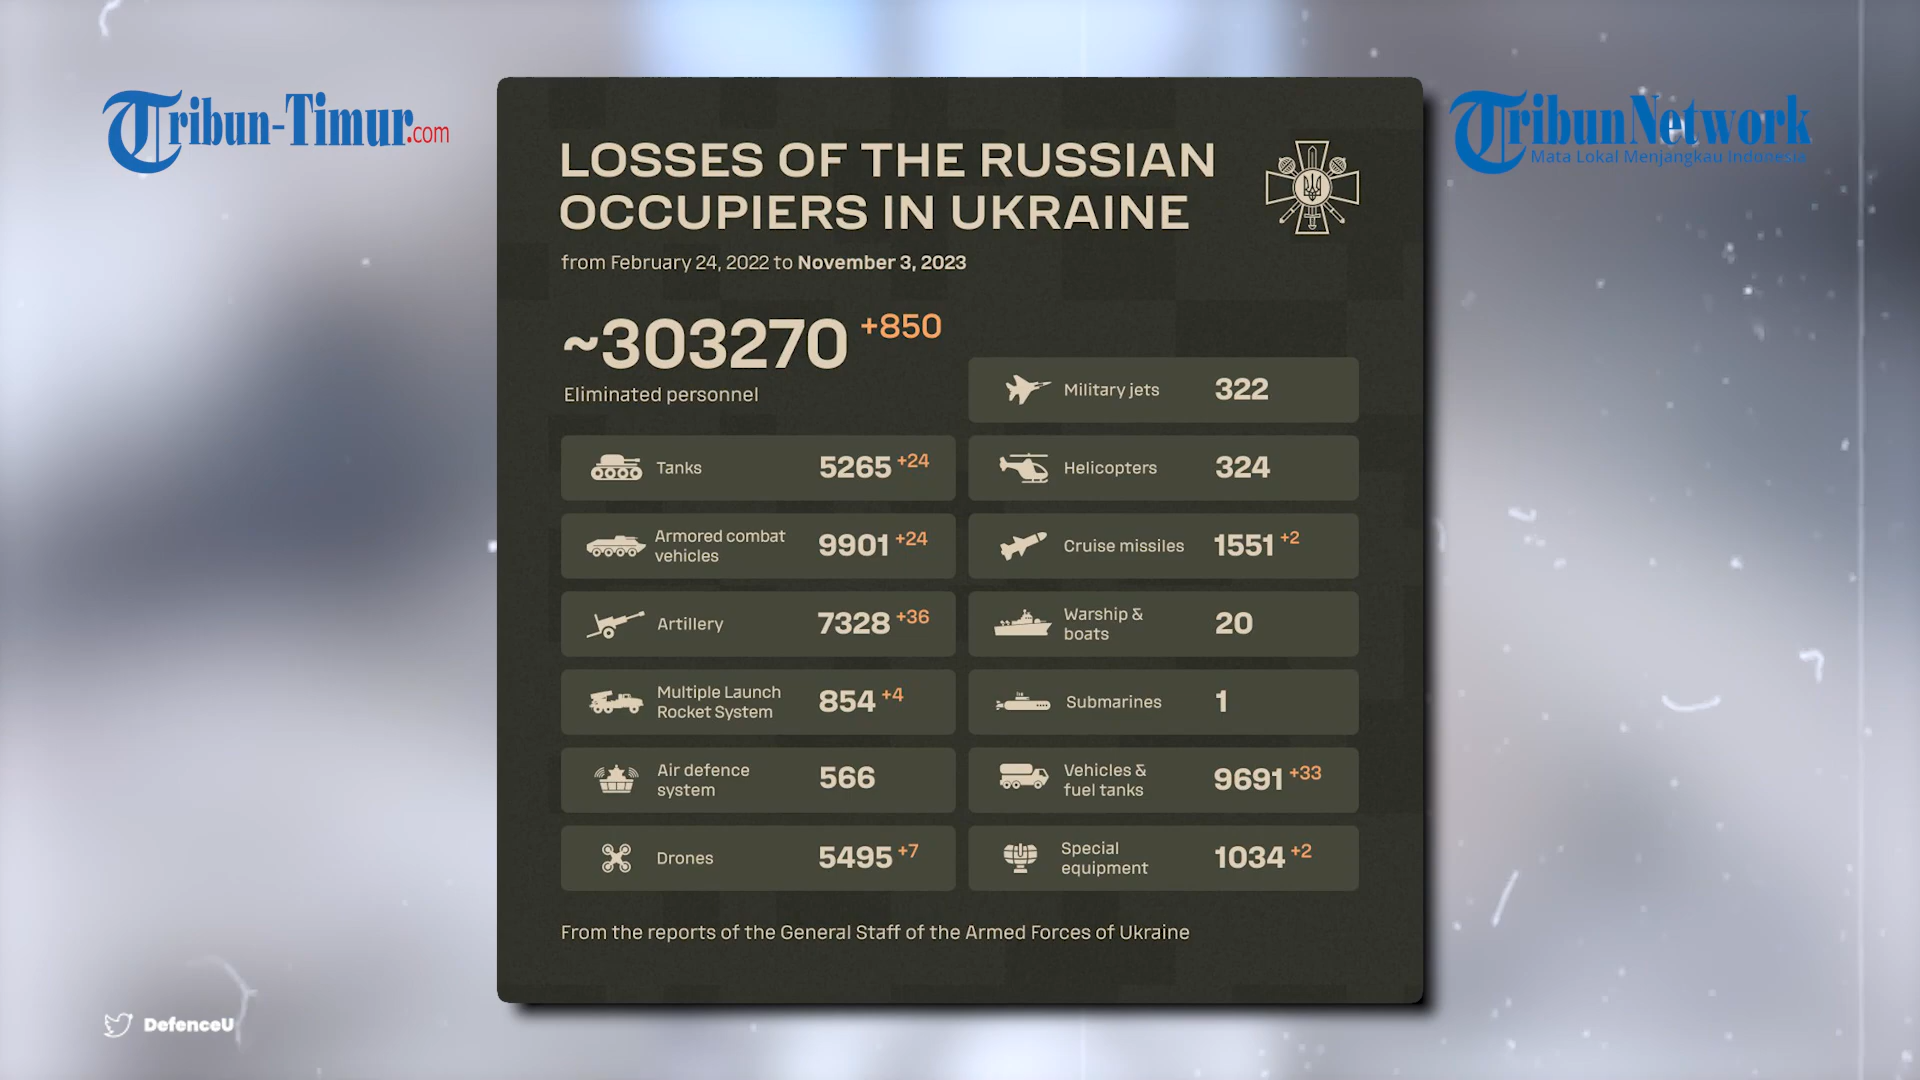 Tribun-Timur.com
TribunNetwork
Mata Lokal Menjangkau Indonesia
LOSSES OF THE RUSSIAN
OCCUPIERS IN UKRAINE
from February 24, 2022 to November 3, 2023
~303270 +850
Eliminated personnel
Military jets 322
Tanks 5265 +24
Helicopters 324
Armored combat
vehicles 9901 +24
Cruise missiles 1551 +2
Artillery 7328 +36
Warship &
boats 20
Multiple Launch
Rocket System 854 +4
Submarines 1
Air defence
system 566
Vehicles &
fuel tanks 9691 +33
Drones 5495 +7
Special
equipment 1034 +2
From the reports of the General Staff of the Armed Forces of Ukraine
DefenceU